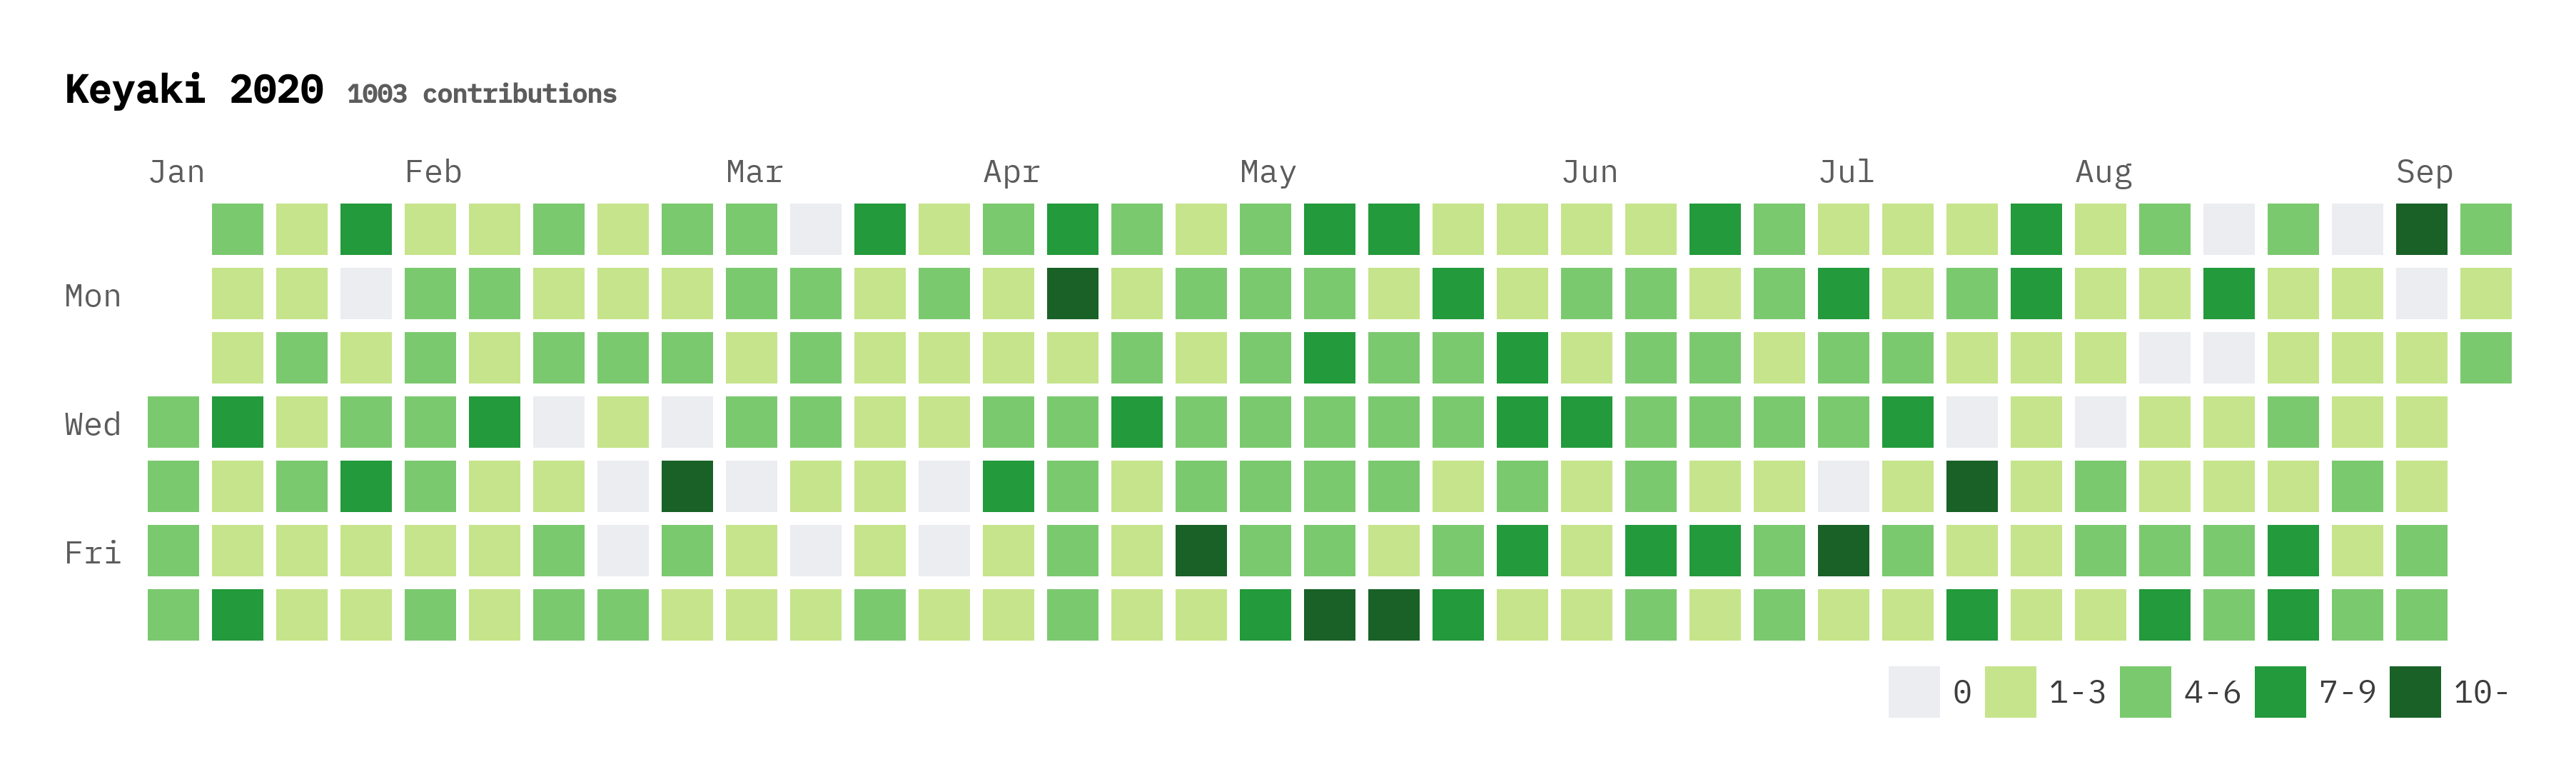 Keyaki 2020 1003 contributions
Jan Feb Mar Apr May Jun Jul Aug Sep
Mon
Wed
Fri
0 1-3 4-6 7-9 10-